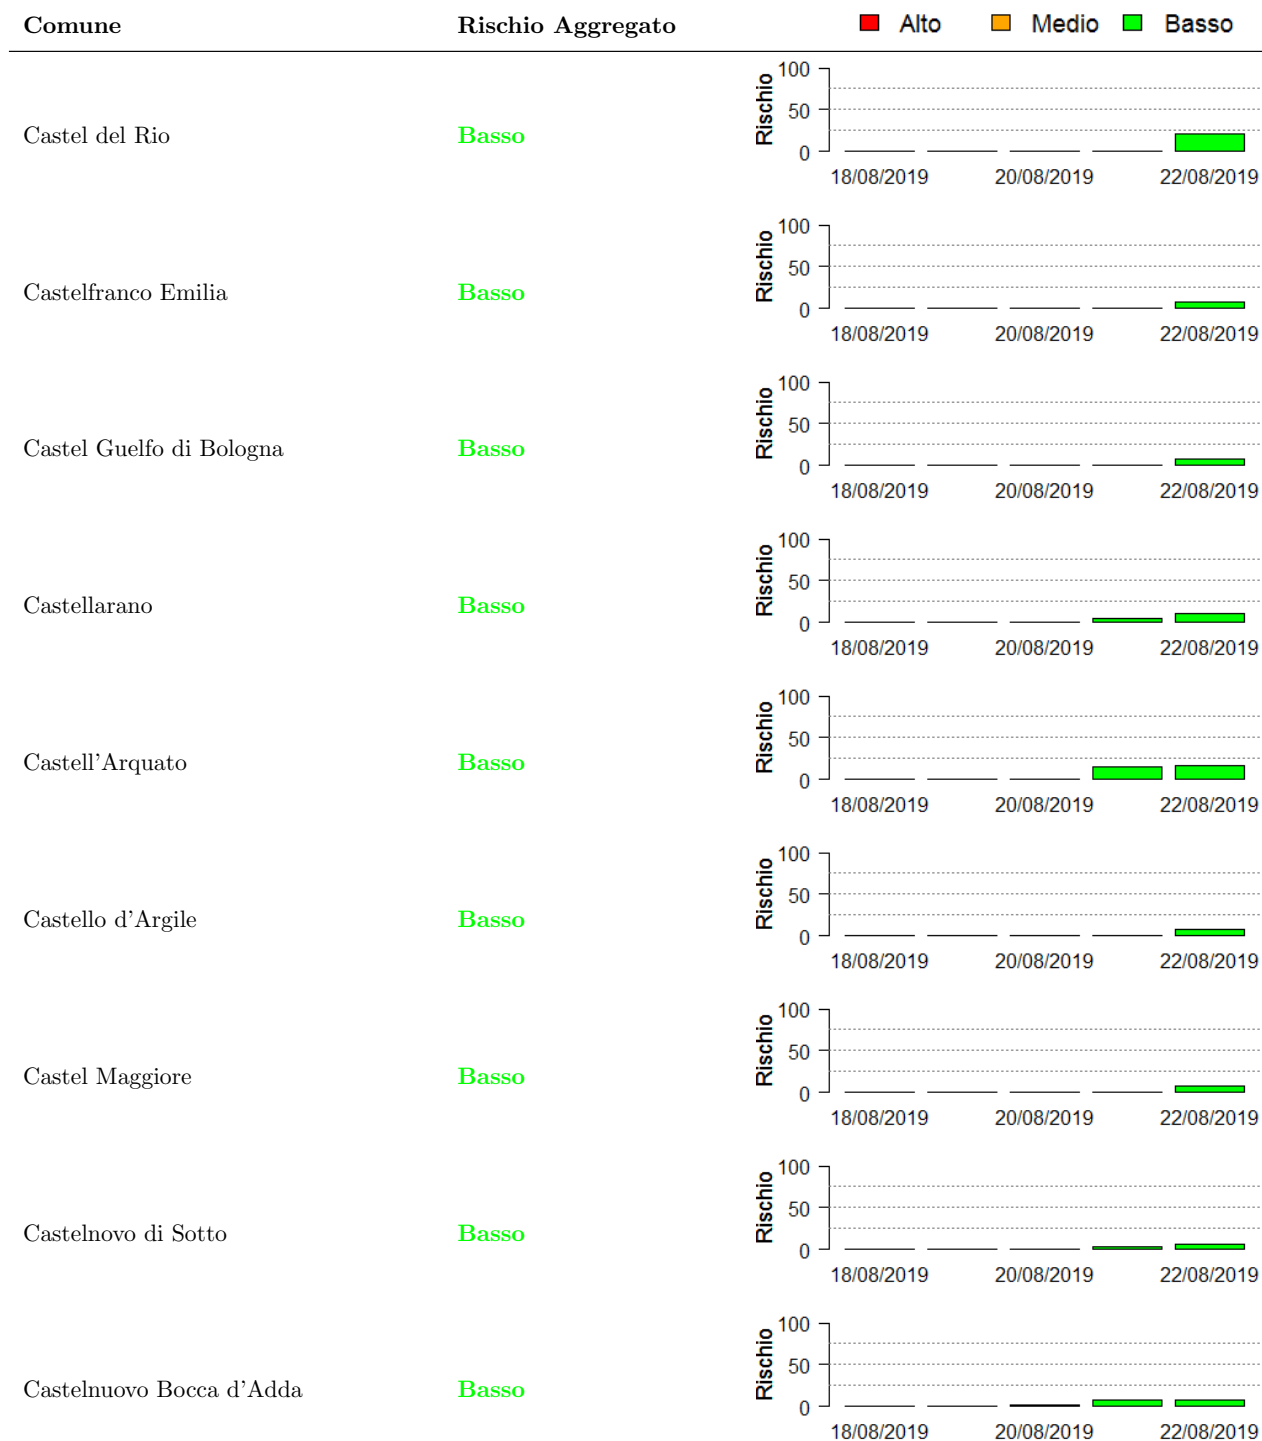 Comune Rischio Aggregato Alto Medio Basso
100
50
0
Rischio
Castel del Rio Basso
18/08/2019 20/08/2019 22/08/2019
100
50
0
Rischio
Castelfranco Emilia Basso
18/08/2019 20/08/2019 22/08/2019
100
50
0
Rischio
Castel Guelfo di Bologna Basso
18/08/2019 20/08/2019 22/08/2019
100
50
0
Rischio
Castellarano Basso
18/08/2019 20/08/2019 22/08/2019
100
50
0
Rischio
Castell'Arquato Basso
18/08/2019 20/08/2019 22/08/2019
100
50
0
Rischio
Castello d'Argile Basso
18/08/2019 20/08/2019 22/08/2019
100
50
0
Rischio
Castel Maggiore Basso
18/08/2019 20/08/2019 22/08/2019
100
50
0
Rischio
Castelnovo di Sotto Basso
18/08/2019 20/08/2019 22/08/2019
100
50
0
Rischio
Castelnuovo Bocca d'Adda Basso
18/08/2019 20/08/2019 22/08/2019